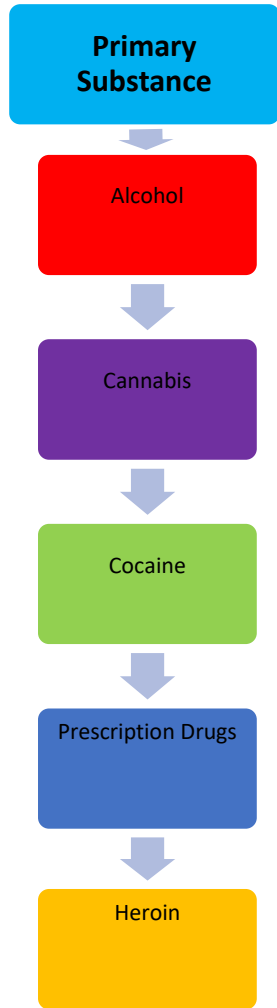 Primary
Substance
Alcohol
Cannabis
Cocaine
Prescription Drugs
Heroin